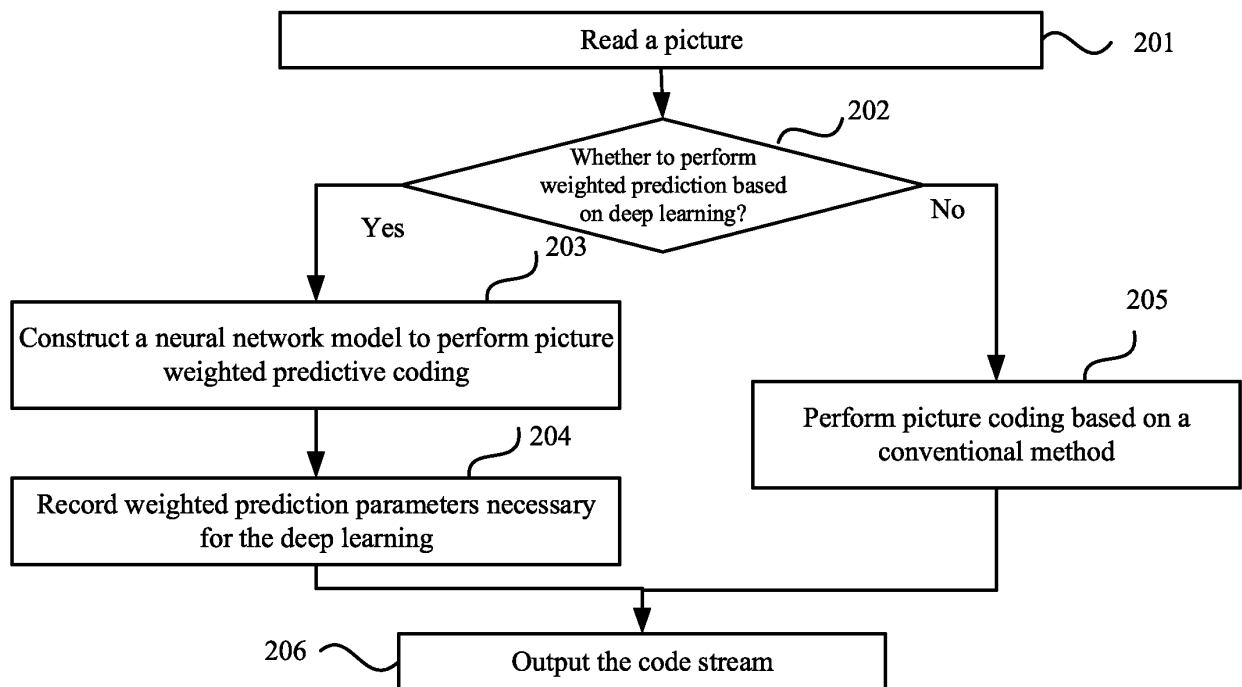 Read a picture
201
202
Whether to perform
weighted prediction based
on deep learning?
Yes
No
203
Construct a neural network model to perform picture
weighted predictive coding
205
Perform picture coding based on a
conventional method
204
Record weighted prediction parameters necessary
for the deep learning
206
Output the code stream